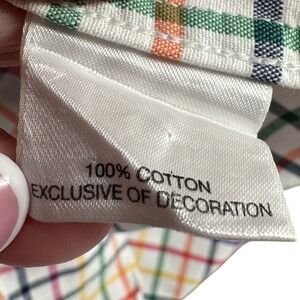 100% COTTON
EXCLUSIVE OF DECORATION